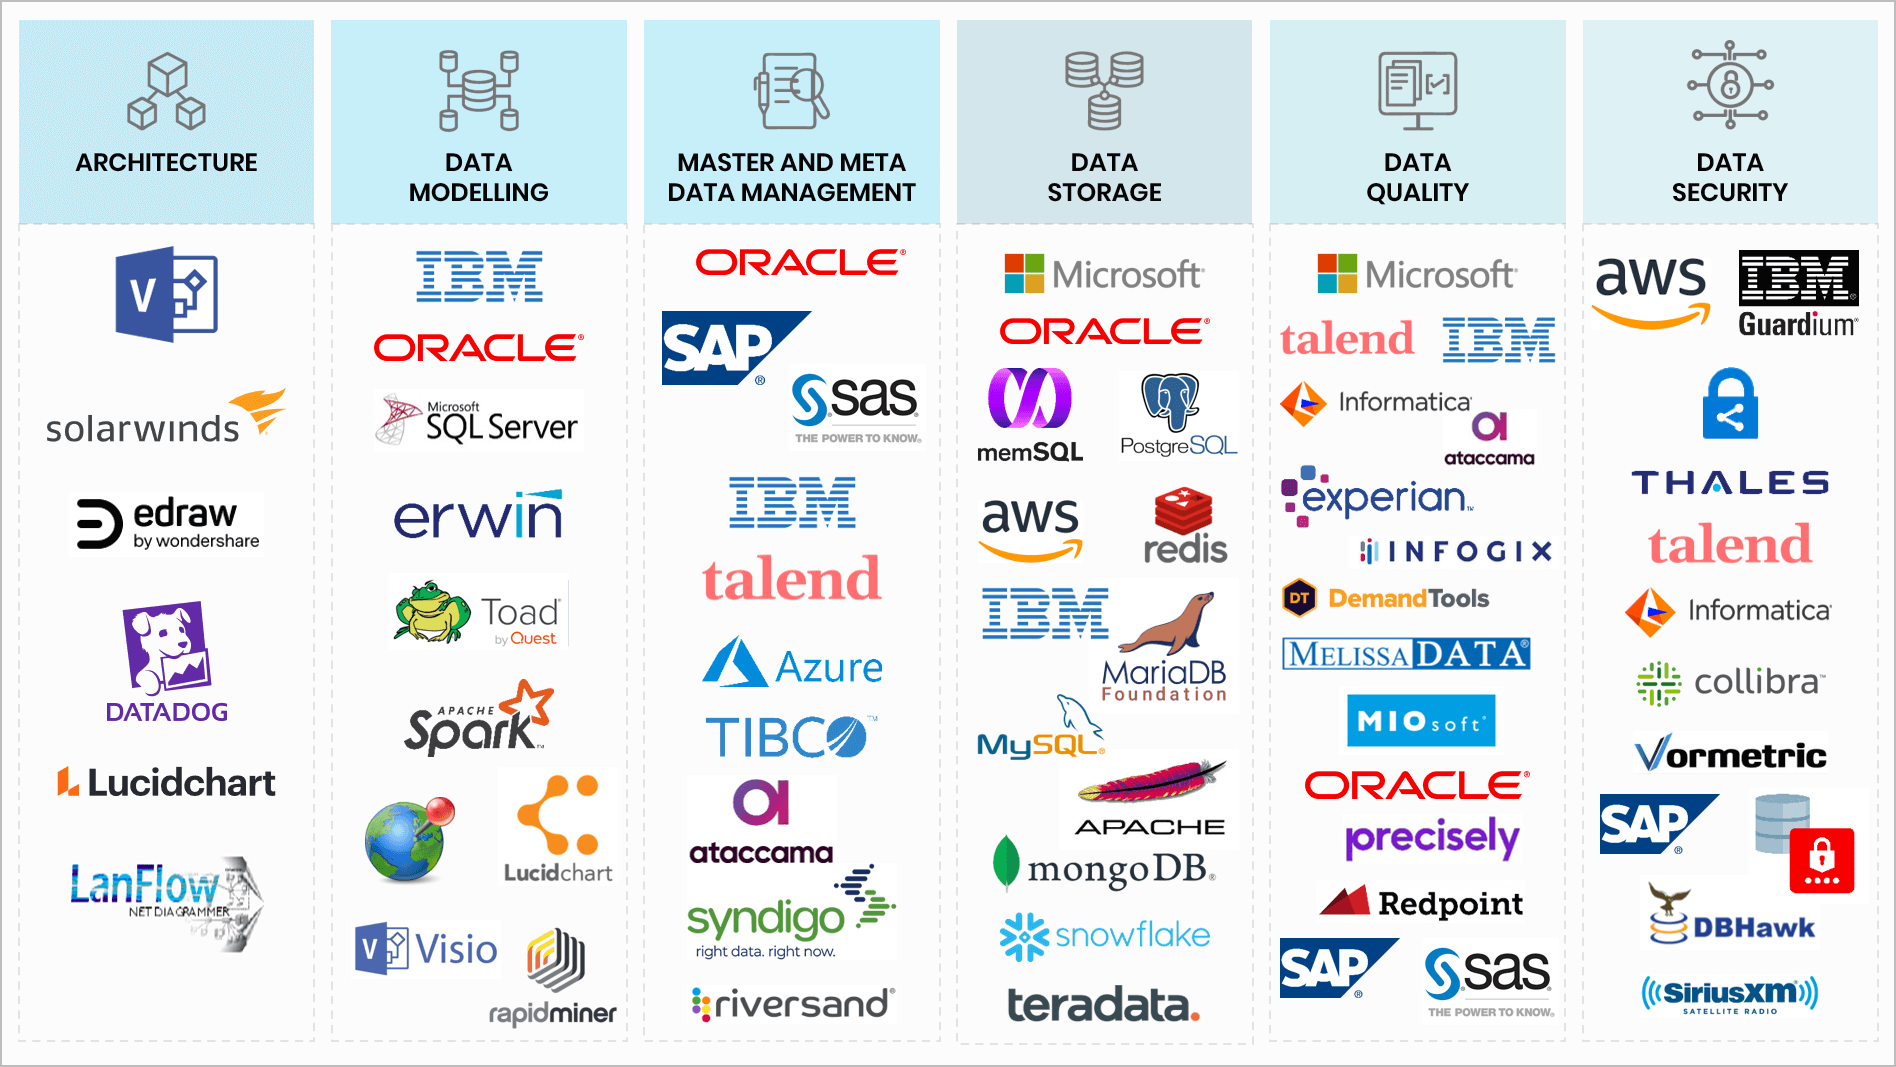 ARCHITECTURE
V
solarwinds
edraw
by wondershare
DATADOG
Lucidchart
LanFlow
NET DIAGRAMMER
DATA
MODELLING
IBM
ORACLE®
Microsoft
SQL Server
erwin
Toad®
by Quest
APACHE
Spark™
Lucidchart
V Visio
rapidminer
MASTER AND META
DATA MANAGEMENT
ORACLE®
SAP®
sas®
THE POWER TO KNOW®
IBM
talend
Azure
TIBCO™
ataccama
syndigo
right data. right now.
riversand®
DATA
STORAGE
Microsoft®
ORACLE®
memSQL
PostgreSQL
aws
redis
IBM
MariaDB
Foundation
MySQL®
APACHE
mongoDB®
snowflake
teradata.
DATA
QUALITY
Microsoft®
talend
IBM
Informatica®
ataccama
experian™
INFOGIX
DT DemandTools
MELISSA DATA®
MIOsoft®
ORACLE®
precisely
Redpoint
SAP®
sas®
THE POWER TO KNOW®
DATA
SECURITY
aws
IBM®
Guardium®
THALES
talend
Informatica®
collibra™
Vormetric
SAP®
DBHawk
SiriusXM
SATELLITE RADIO